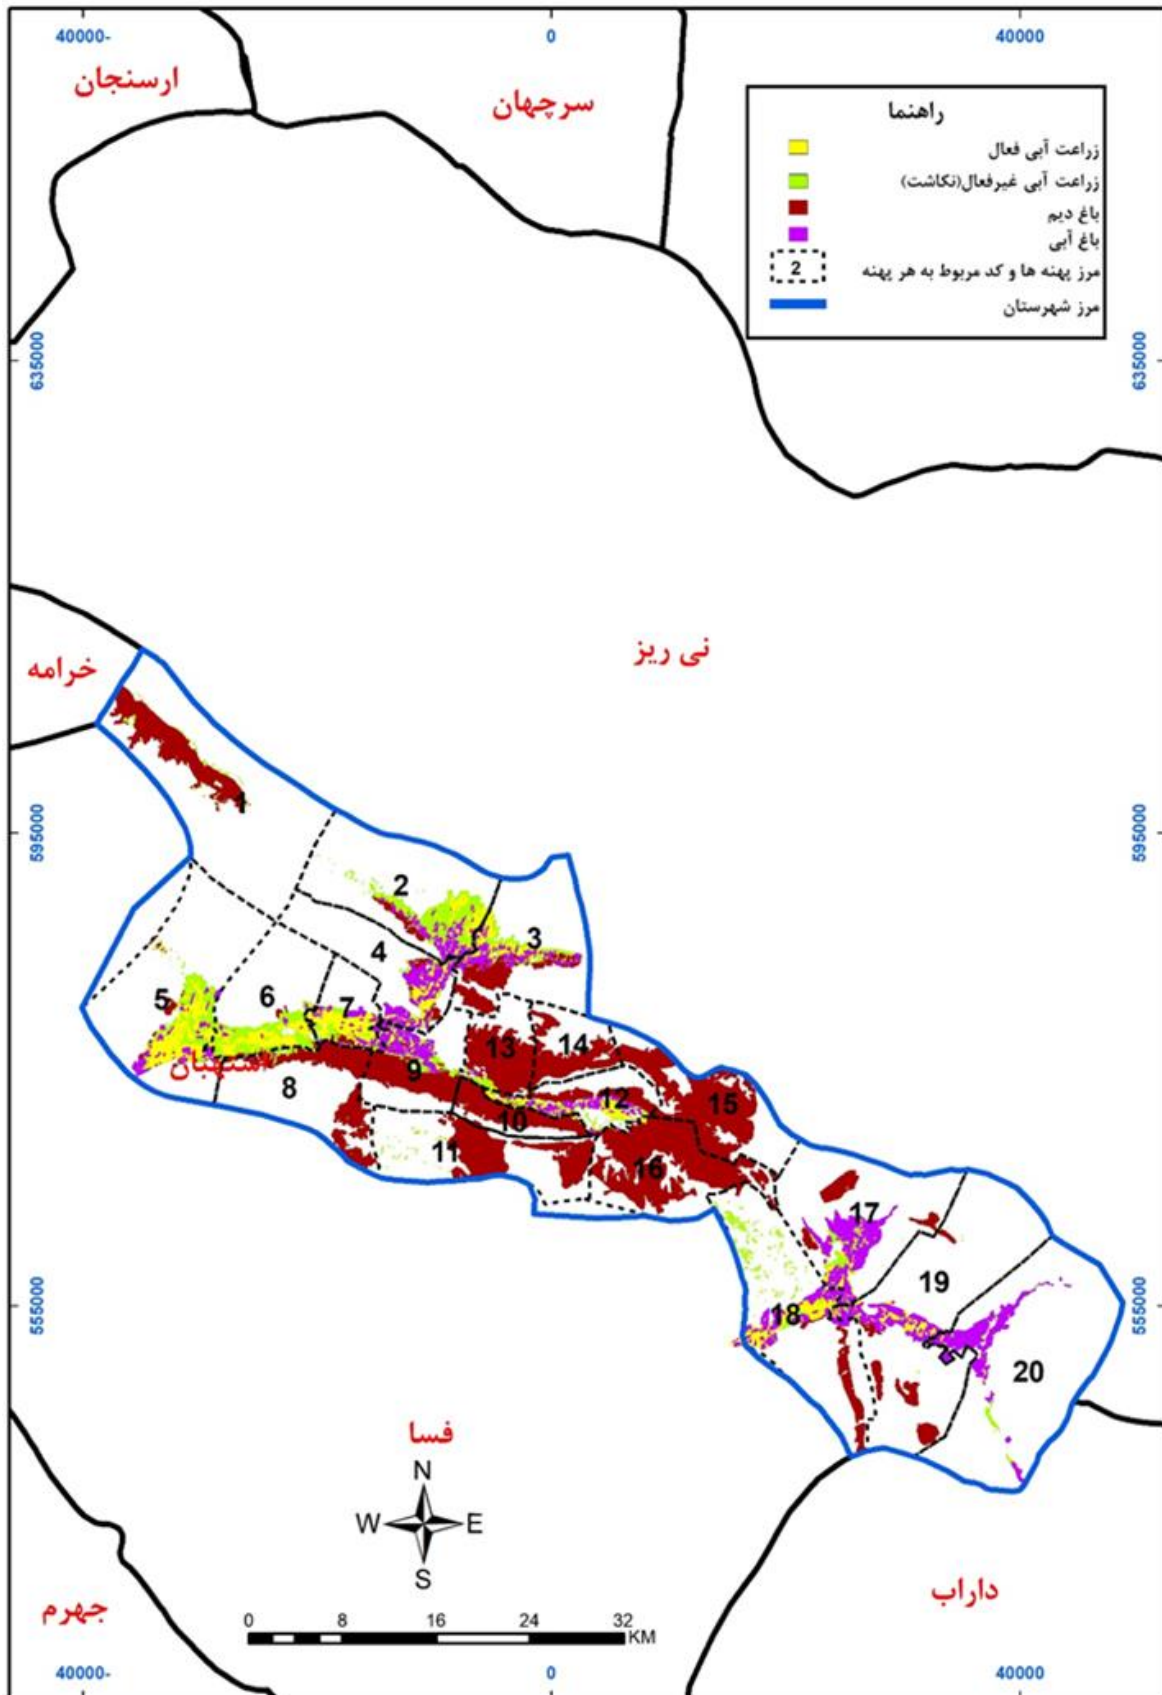 40000-
0
40000
ارسنجان
سرچهان
راهنما
زراعت آبی فعال
زراعت آبی غیرفعال(نکاشت)
باغ دیم
باغ آبی
مرز پهنه ها و کد مربوط به هر پهنه
2
مرز شهرستان
635000
635000
نی ریز
خرامه
1
595000
595000
2
3
4
5
6
7
استهبان
8
9
13
14
12
15
10
11
16
17
19
18
555000
555000
20
فسا
N
W
E
S
داراب
جهرم
0
8
16
24
32
KM
40000-
0
40000